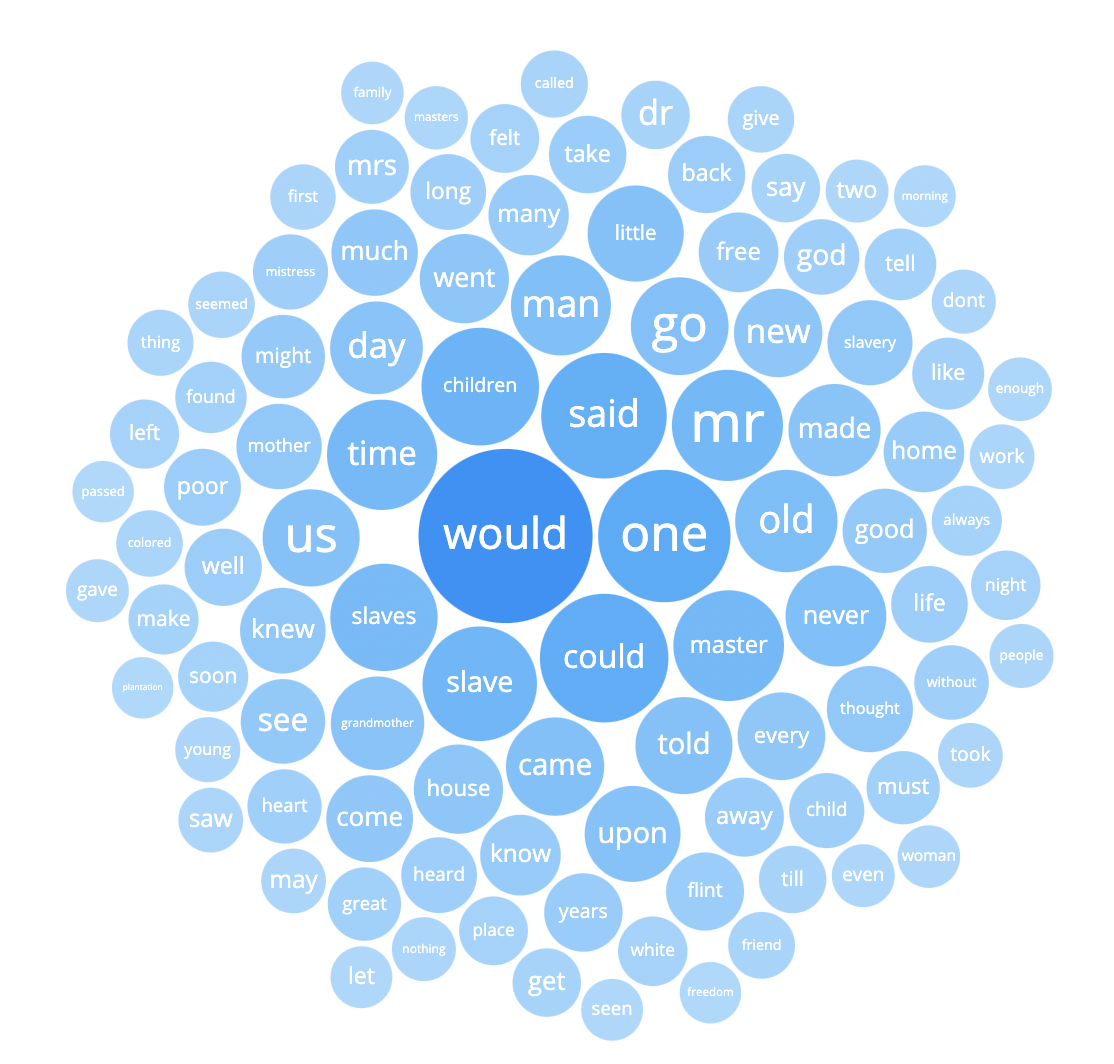 called
family
masters
dr
give
felt
take
mrs
back
say
two
long
first
morning
many
little
much
free
god
tell
mistress
went
seemed
man
dont
go
new
thing
day
slavery
might
like
children
enough
found
said
mr
made
left
mother
time
home
work
poor
passed
old
always
would
one
us
good
colored
well
night
gave
life
slaves
never
make
knew
master
could
people
soon
slave
without
plantation
thought
see
grandmother
every
told
young
took
came
house
must
heart
child
saw
come
away
upon
know
woman
heard
even
till
may
flint
great
years
place
friend
nothing
white
let
get
freedom
seen